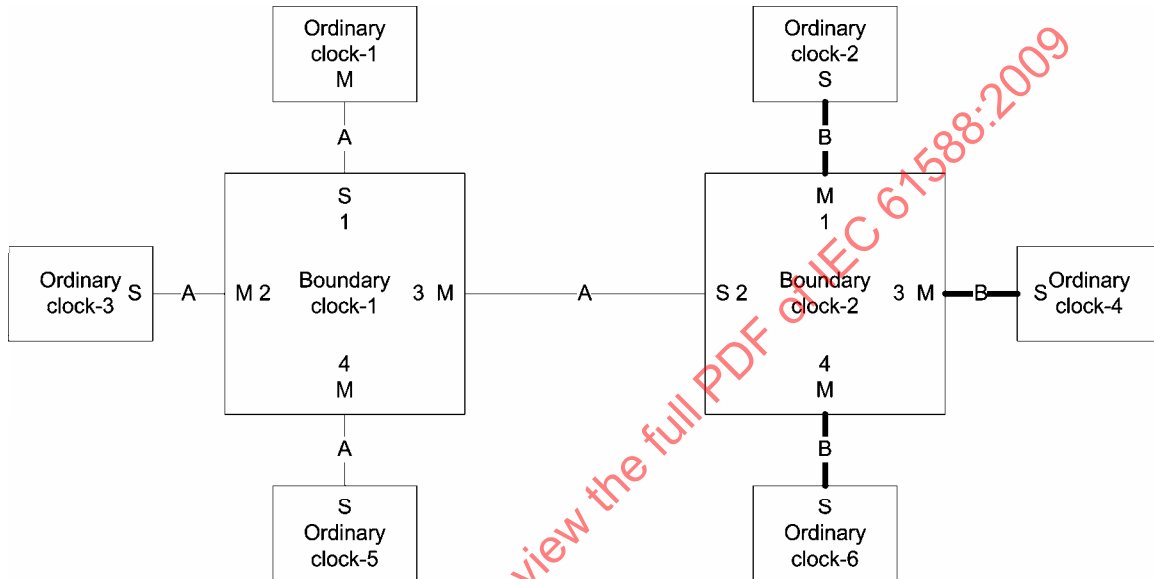 Ordinary
clock-1
M
Ordinary
clock-2
S
A
B
S
1
M
1
Ordinary
clock-3
S
A
M 2
Boundary
clock-1
3 M
A
S 2
Boundary
clock-2
3 M
B
S
Ordinary
clock-4
4
M
4
M
A
B
S
Ordinary
clock-5
S
Ordinary
clock-6
view the full PDF of IEC 61588:2009